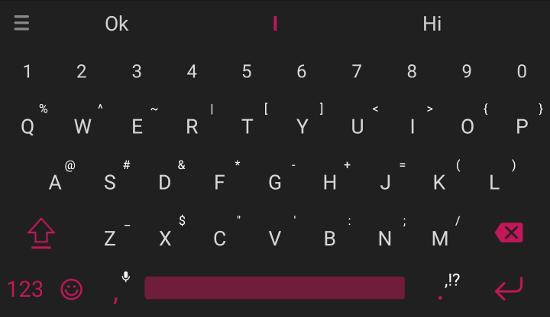 Ok I Hi
1 2 3 4 5 6 7 8 9 0
% ^ ~ | [ ] < > { }
Q W E R T Y U I O P
@ # & * - + = ( )
A S D F G H J K L
_ $ " ' : ; /
Z X C V B N M
,!?
123 , .